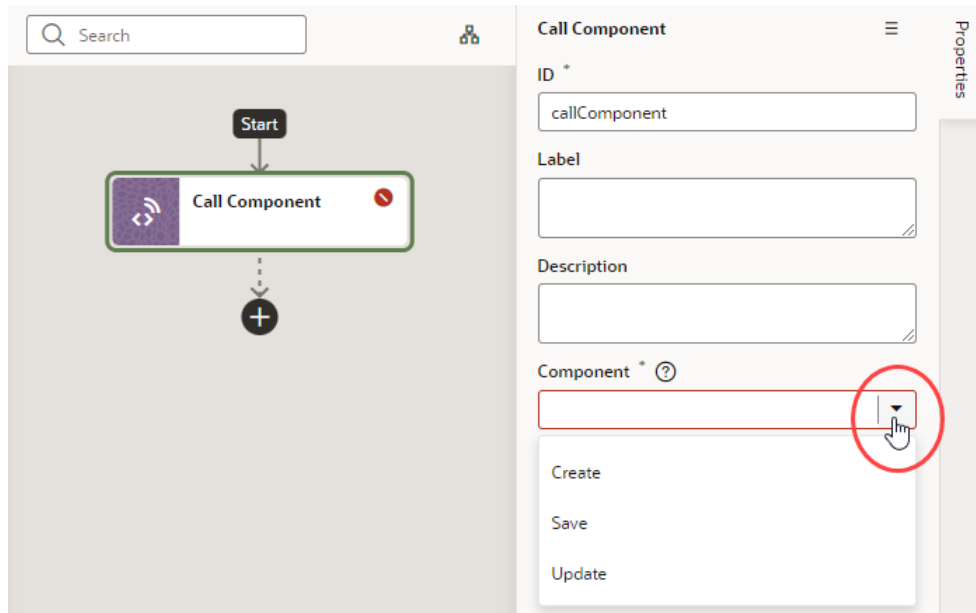 Search
Start
Call Component
Call Component
ID *
callComponent
Label
Description
Component * ?
Create
Save
Update
Properties